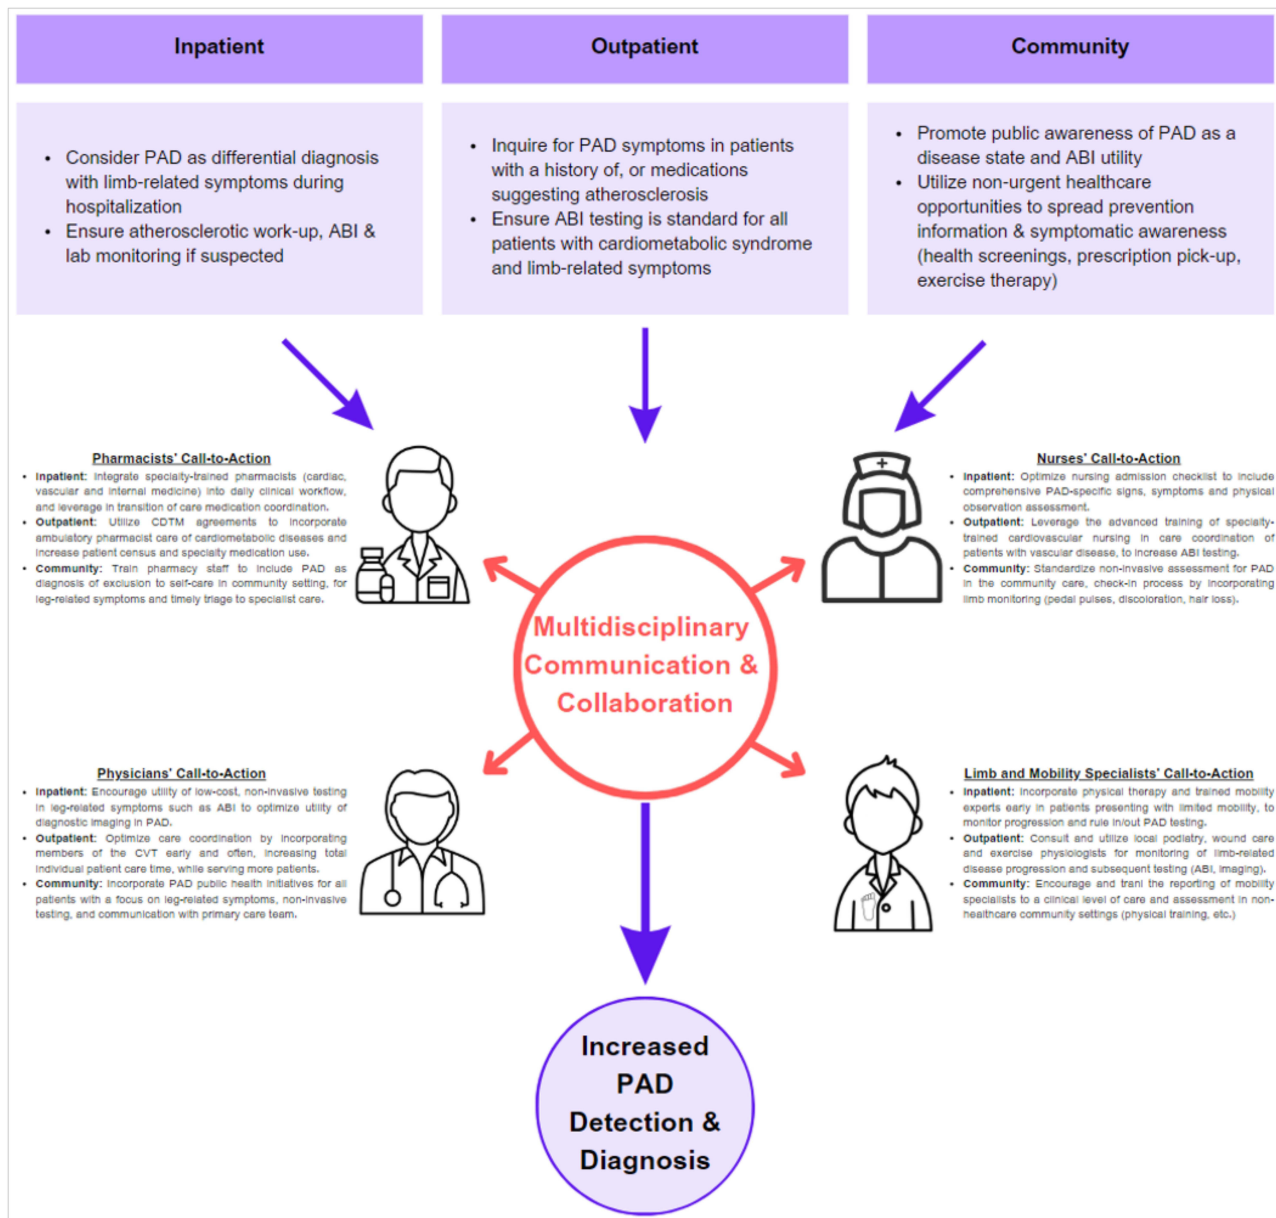 Inpatient
Outpatient
Community
• Consider PAD as differential diagnosis
with limb-related symptoms during
hospitalization
• Ensure atherosclerotic work-up, ABI &
lab monitoring if suspected
• Inquire for PAD symptoms in patients
with a history of, or medications
suggesting atherosclerosis
• Ensure ABI testing is standard for all
patients with cardiometabolic syndrome
and limb-related symptoms
• Promote public awareness of PAD as a
disease state and ABI utility
• Utilize non-urgent healthcare
opportunities to spread prevention
information & symptomatic awareness
(health screenings, prescription pick-up,
exercise therapy)
Pharmacists' Call-to-Action
• Inpatient: Integrate specialty-trained pharmacists (cardiac,
vascular and internal medicine) into daily clinical workflow,
and leverage in transition of care medication coordination.
• Outpatient: Utilize CDTM agreements to incorporate
ambulatory pharmacist care of cardiometabolic diseases and
increase patient census and specialty medication use.
• Community: Train pharmacy staff to include PAD as
diagnosis of exclusion to self-care in community setting, for
leg-related symptoms and timely triage to specialist care.
Nurses' Call-to-Action
• Inpatient: Optimize nursing admission checklist to include
comprehensive PAD-specific signs, symptoms and physical
observation assessment.
• Outpatient: Leverage the advanced training of specialty-
trained cardiovascular nursing in care coordination of
patients with vascular disease, to increase ABI testing.
• Community: Standardize non-invasive assessment for PAD
in the community care, check-in process by incorporating
limb monitoring (pedal pulses, discoloration, hair loss).
Multidisciplinary
Communication &
Collaboration
Physicians' Call-to-Action
• Inpatient: Encourage utility of low-cost, non-invasive testing
in leg-related symptoms such as ABI to optimize utility of
diagnostic imaging in PAD.
• Outpatient: Optimize care coordination by incorporating
members of the CVT early and often, increasing total
individual patient care time, while serving more patients.
• Community: Incorporate PAD public health initiatives for all
patients with a focus on leg-related symptoms, non-invasive
testing, and communication with primary care team.
Limb and Mobility Specialists' Call-to-Action
• Inpatient: Incorporate physical therapy and trained mobility
experts early in patients presenting with limited mobility, to
monitor progression and rule in/out PAD testing.
• Outpatient: Consult and utilize local podiatry, wound care
and exercise physiologists for monitoring of limb-related
disease progression and subsequent testing (ABI, imaging).
• Community: Encourage and trani the reporting of mobility
specialists to a clinical level of care and assessment in non-
healthcare community settings (physical training, etc.)
Increased
PAD
Detection &
Diagnosis